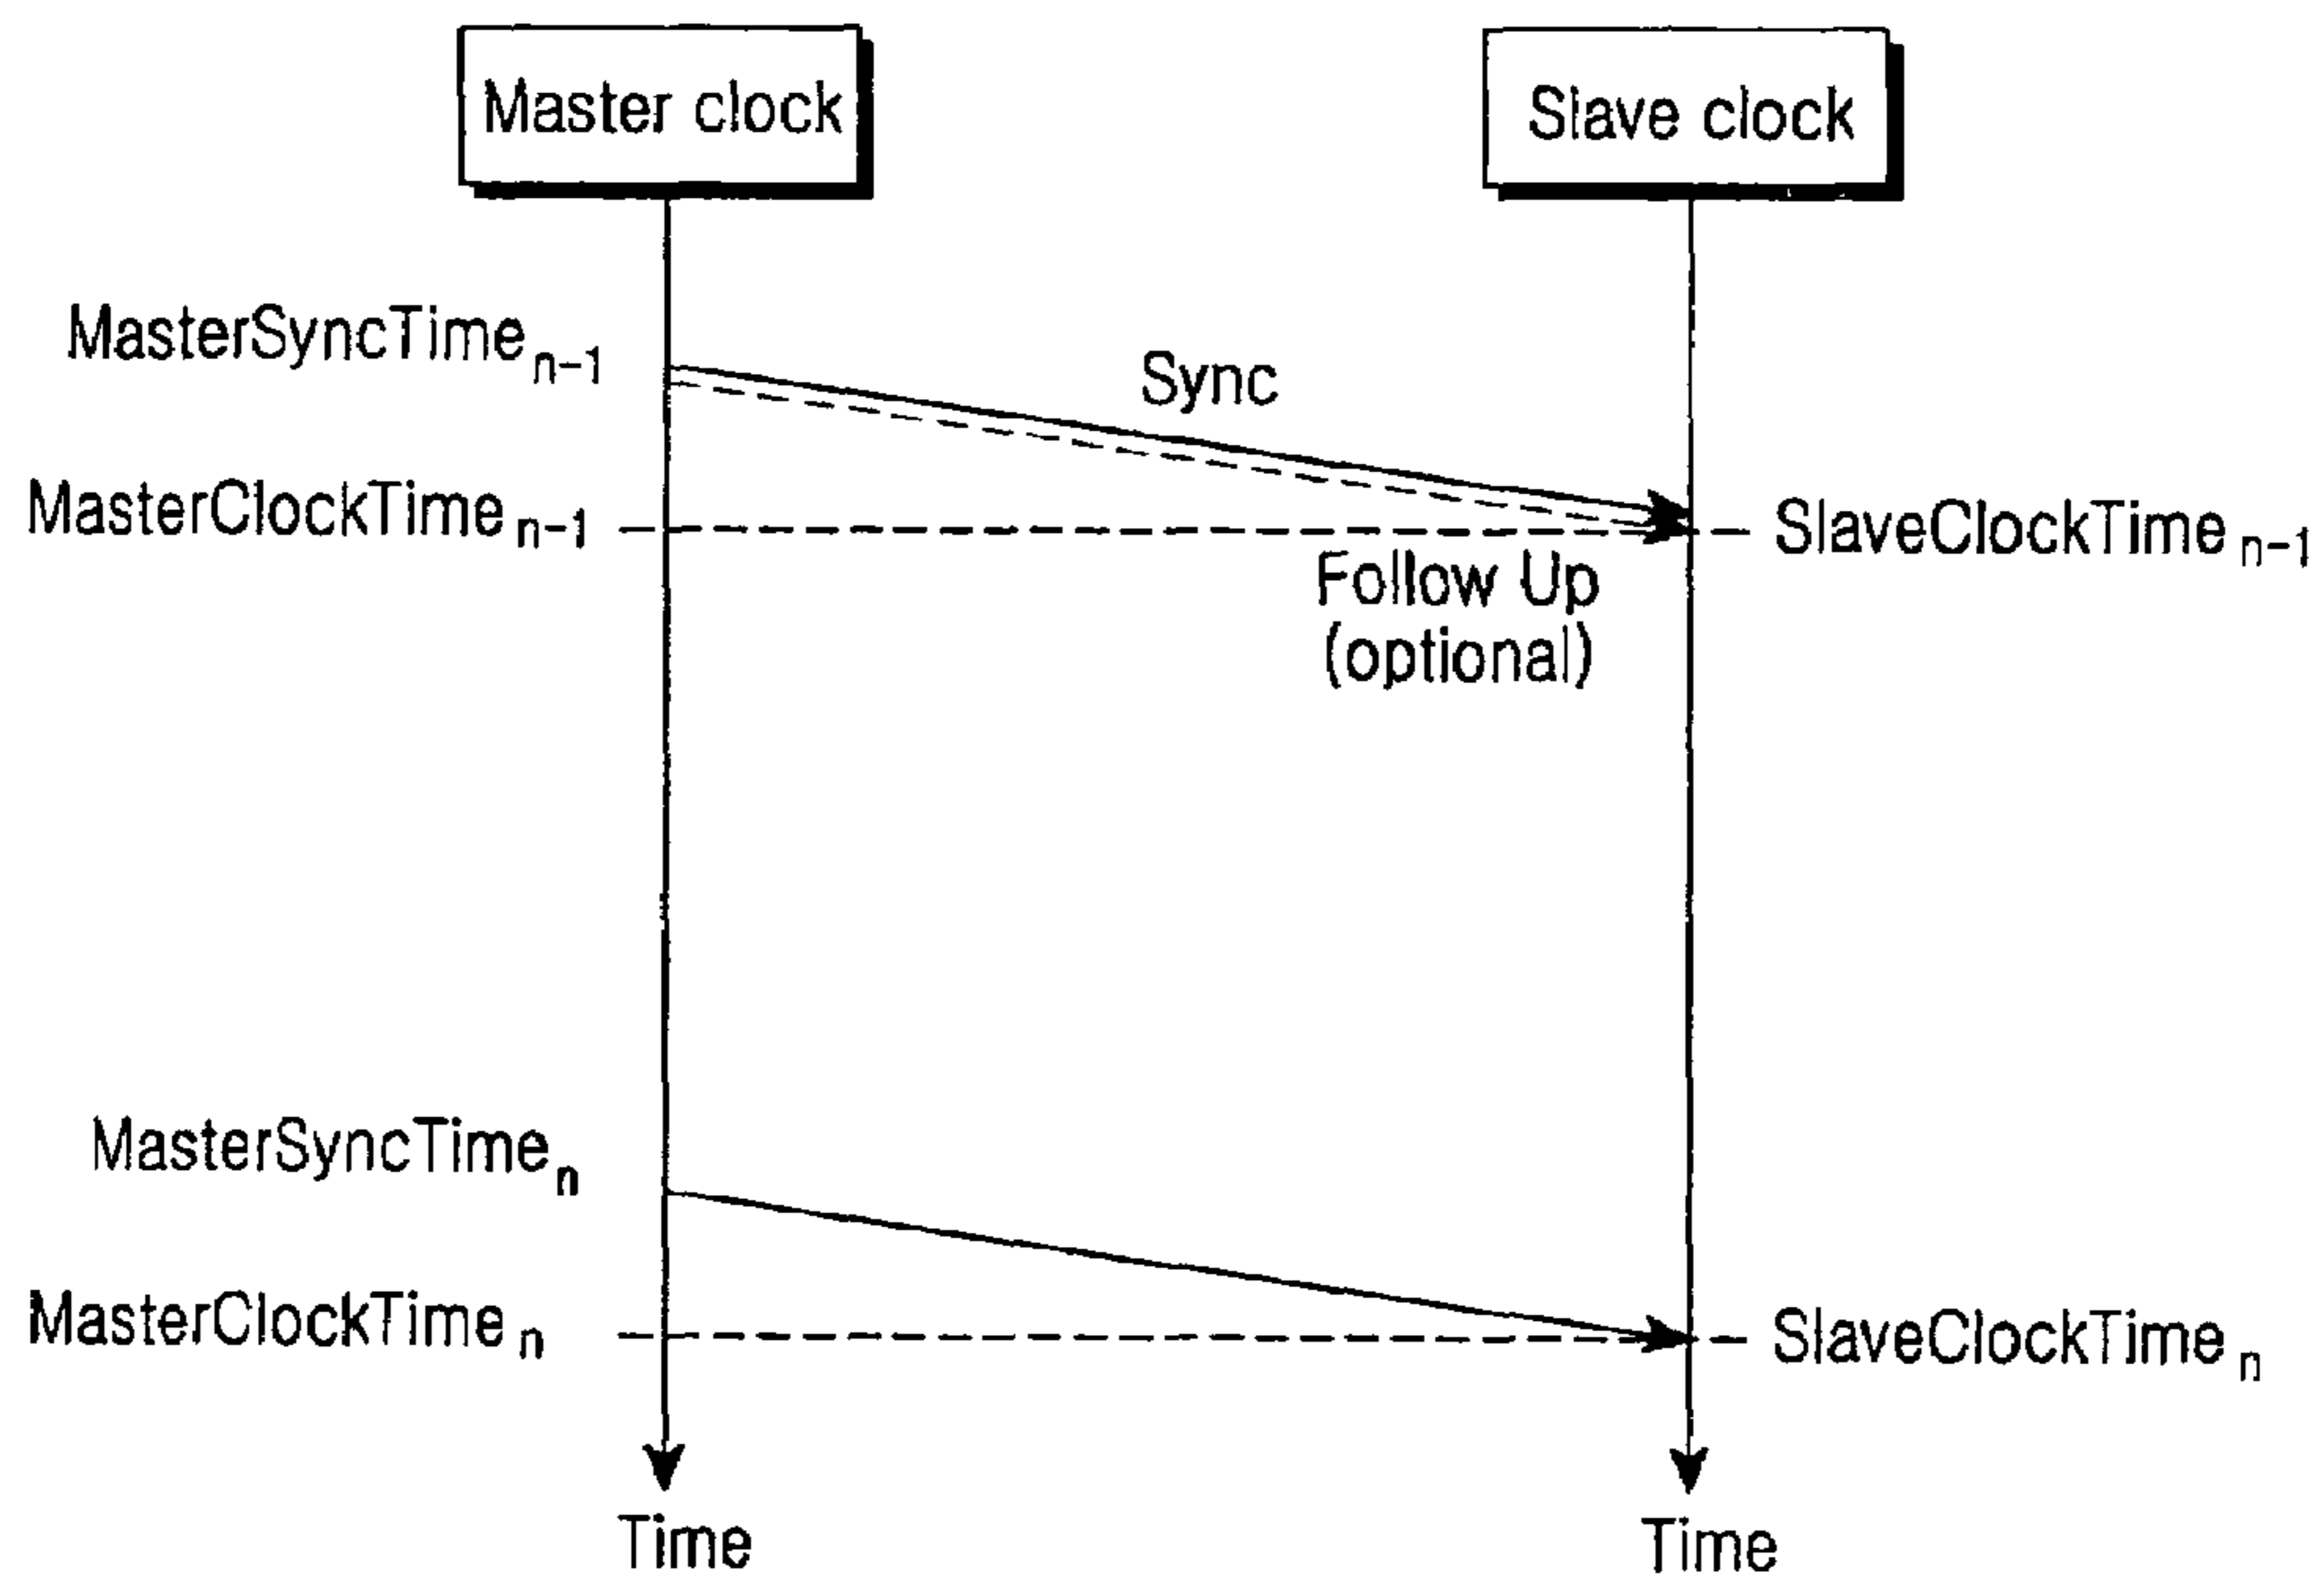 Master clock
Slave clock
MasterSyncTime n-1
Sync
MasterClockTime n-1
SlaveClockTime n-1
Follow Up
(optional)
MasterSyncTime n
MasterClockTime n
SlaveClockTime n
Time
Time